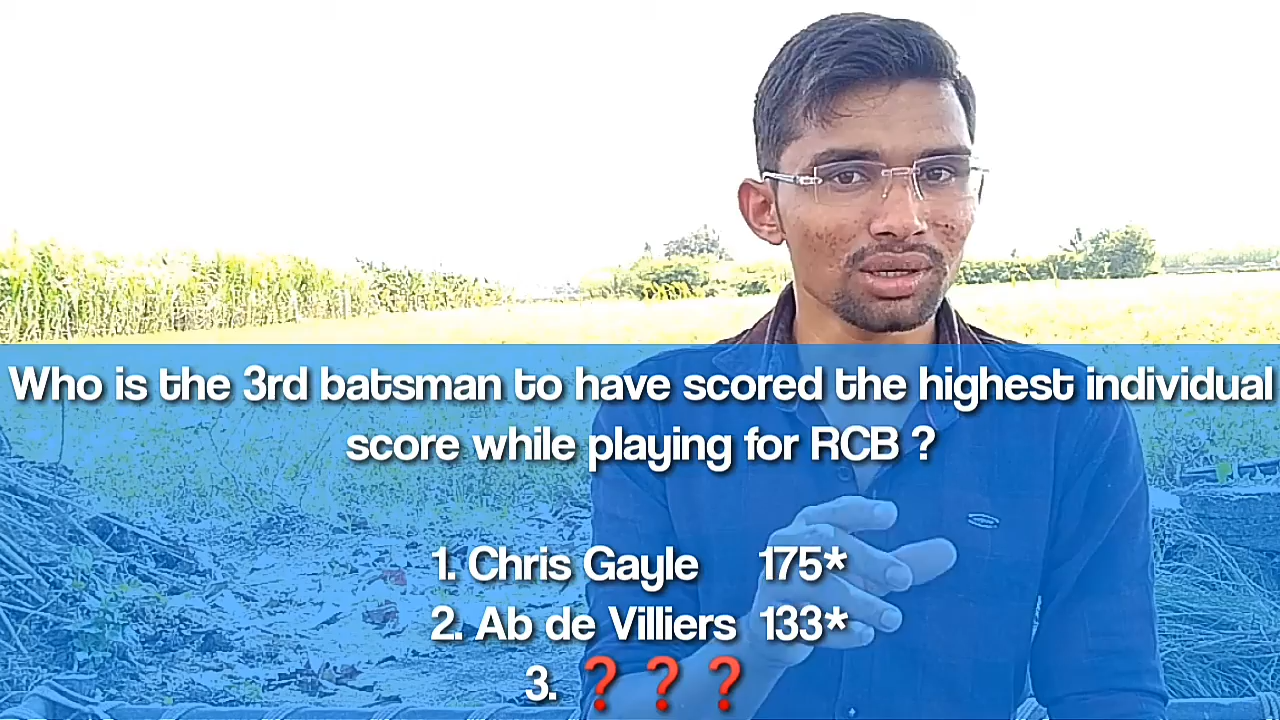 Who is the 3rd batsman to have scored the highest individual
score while playing for RCB ?
1. Chris Gayle 175*
2. Ab de Villiers 133*
3. ❓❓❓